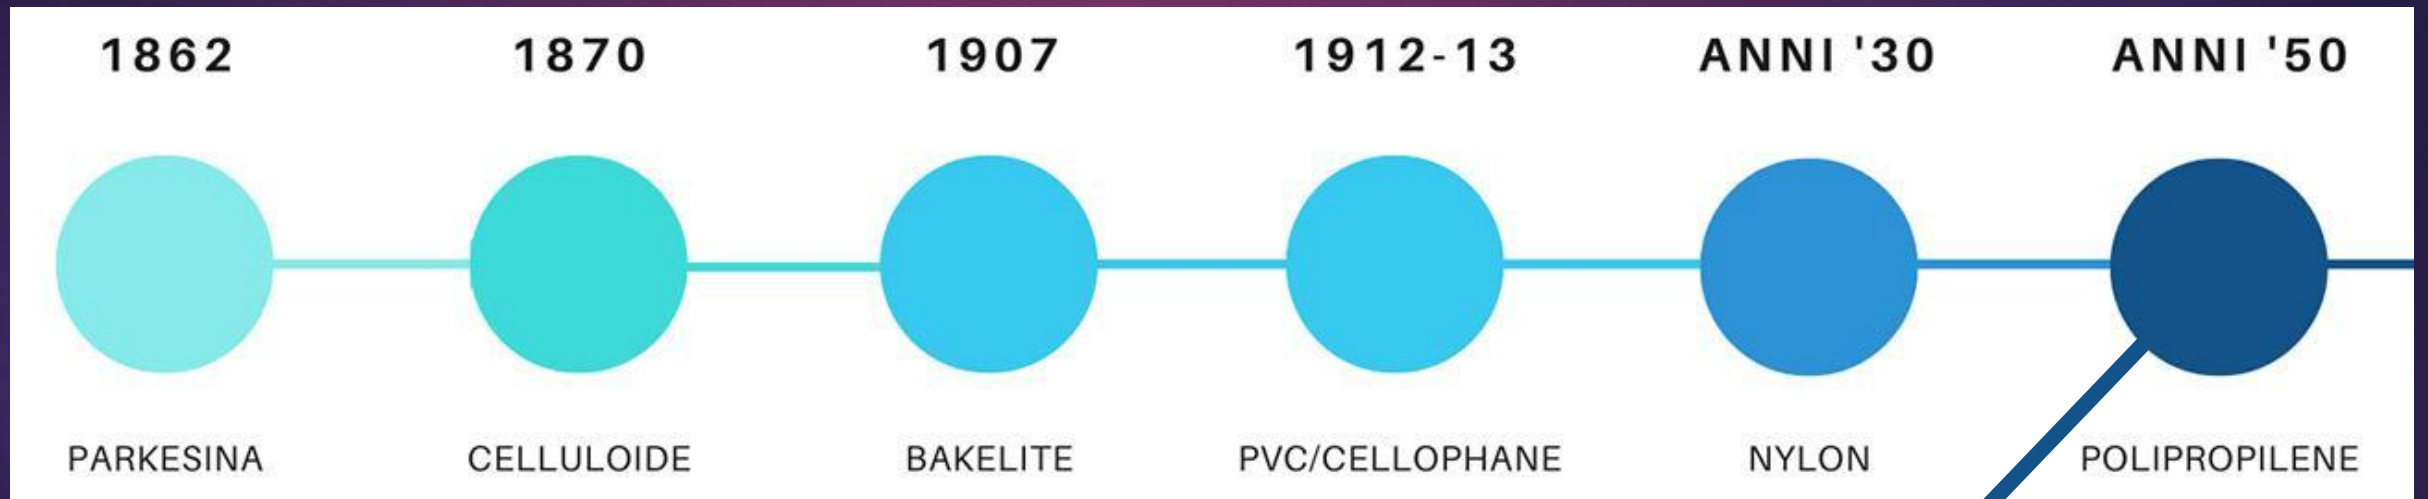 1862
1870
1907
1912-13
ANNI '30
ANNI '50
PARKESINA
CELLULOIDE
BAKELITE
PVC/CELLOPHANE
NYLON
POLIPROPILENE